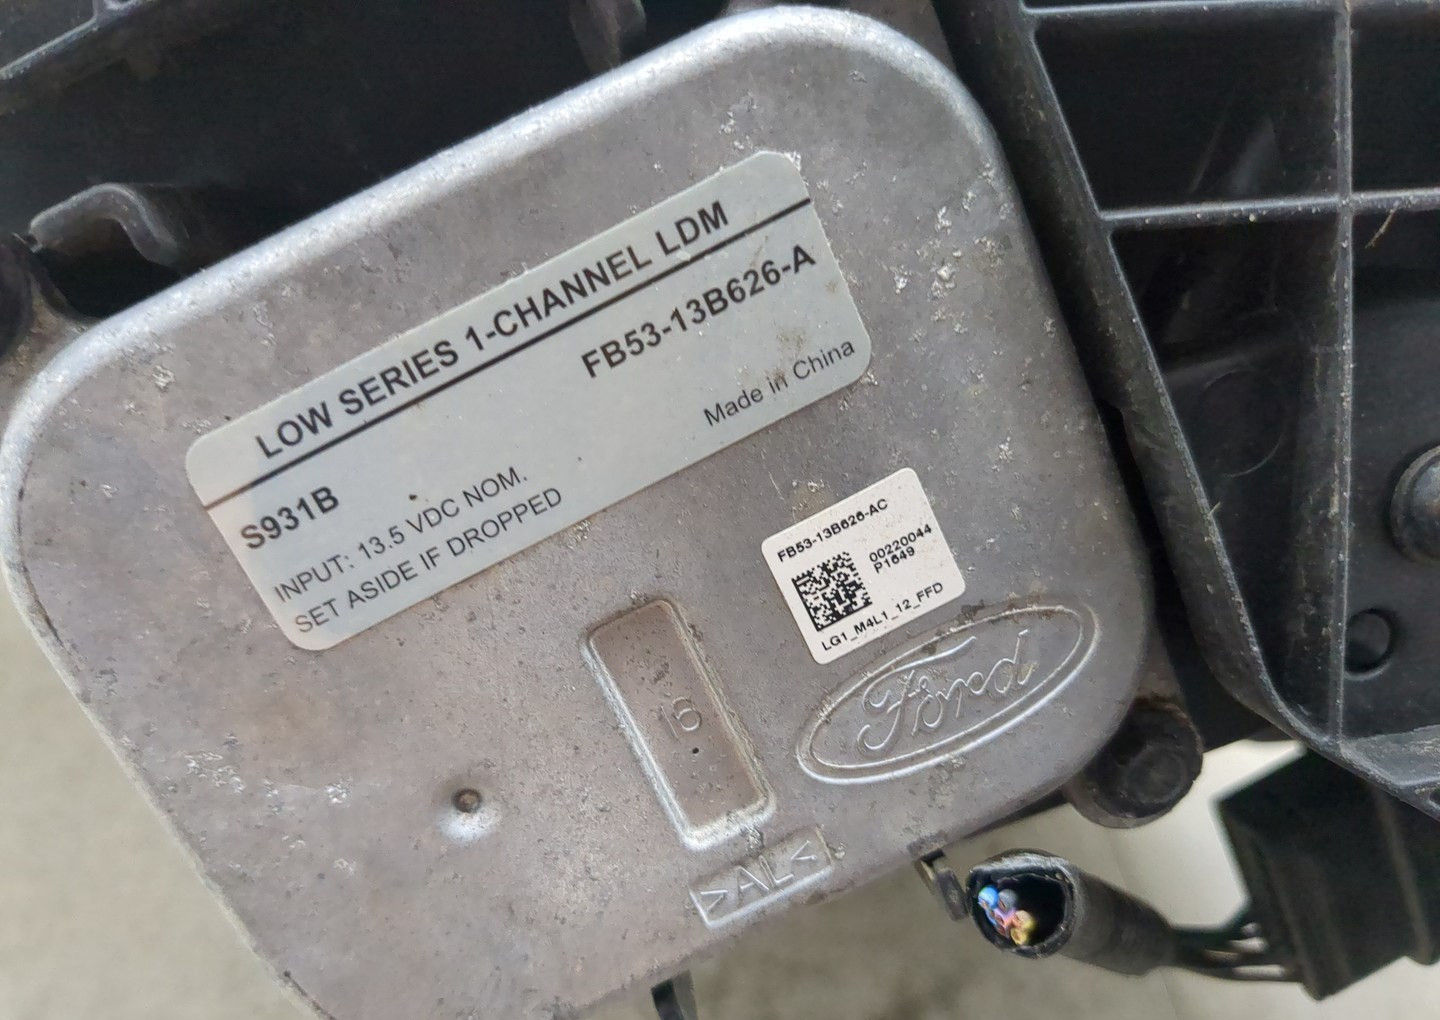 LOW SERIES 1-CHANNEL LDM
S931B
FB53-13B626-A
INPUT: 13.5 VDC NOM.
SET ASIDE IF DROPPED
Made in China
FB53-13B626-AC
00220044
P1649
LG1_M4L1_12_FFD
16
Ford
>AL<